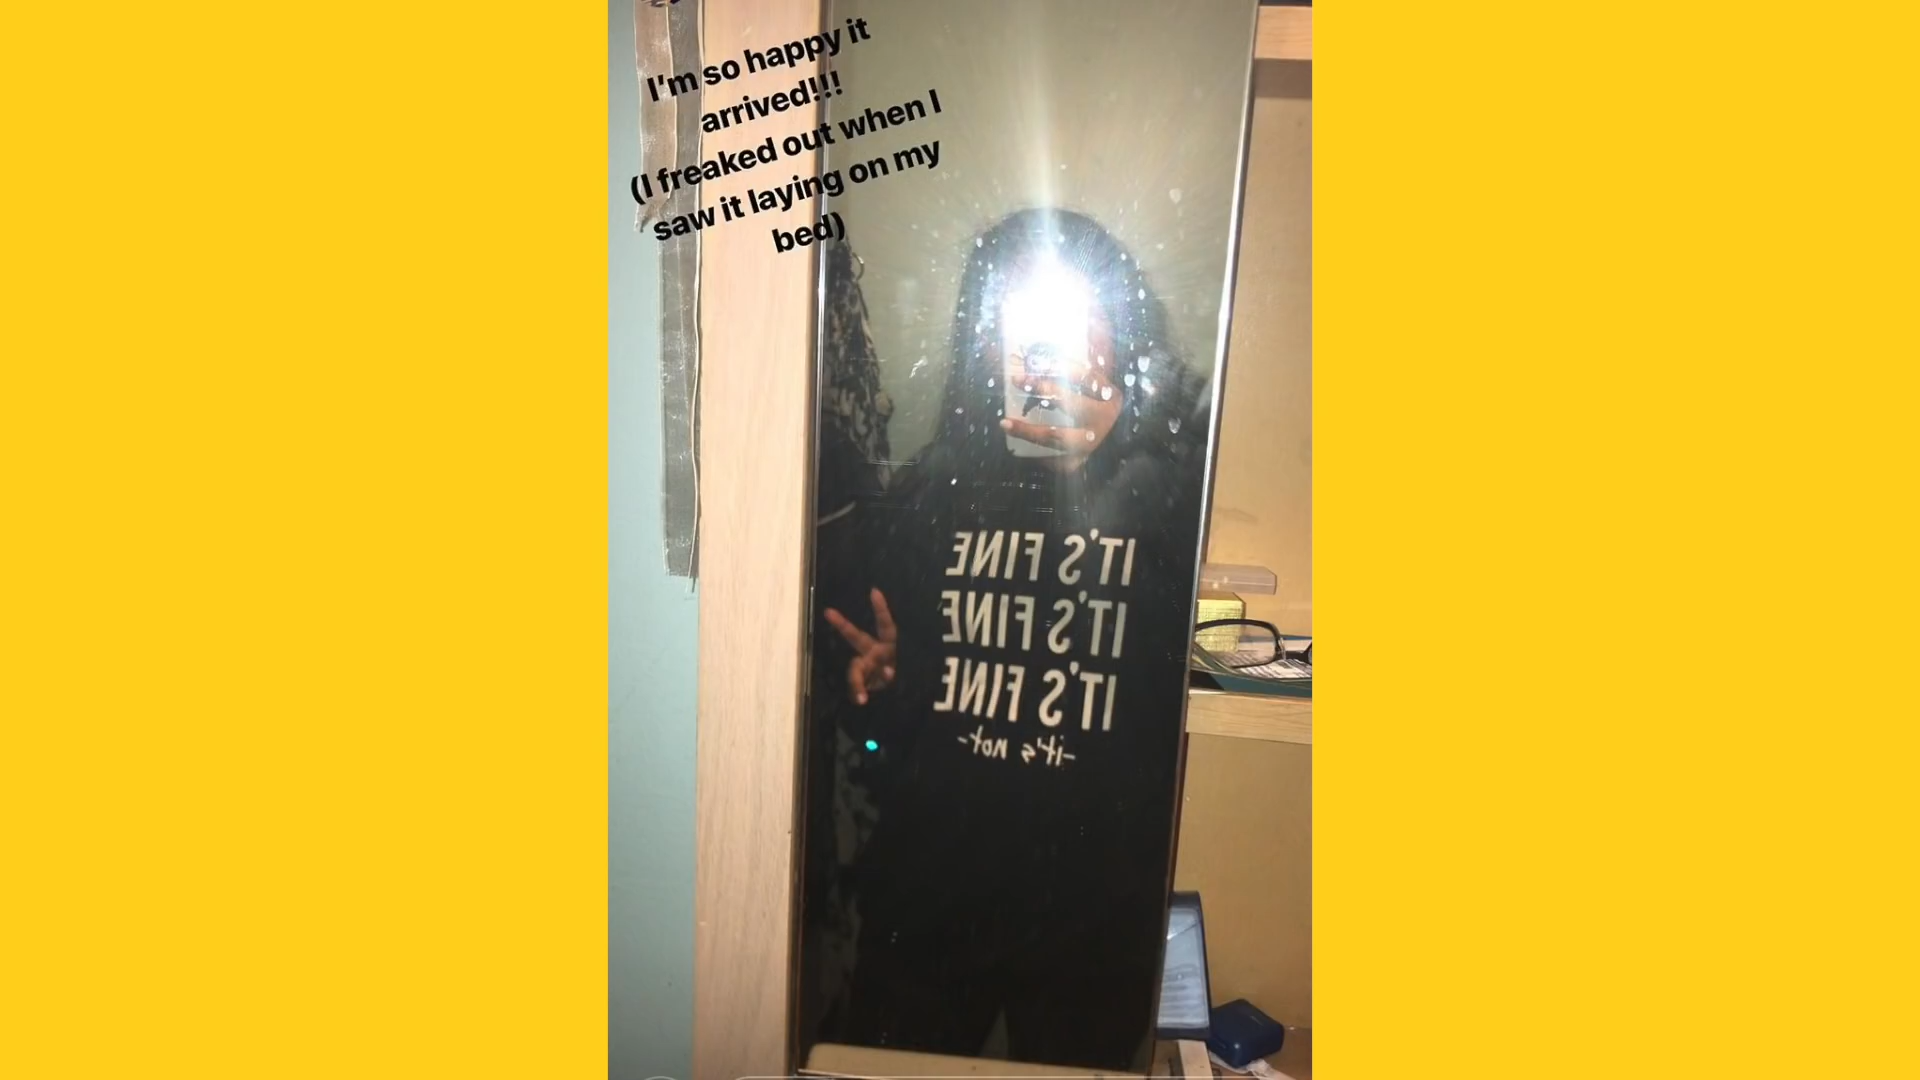 I'm so happy it
arrived!!!
(I freaked out when I
saw it laying on my
bed)
IT'S FINE
IT'S FINE
IT'S FINE
-it's not-